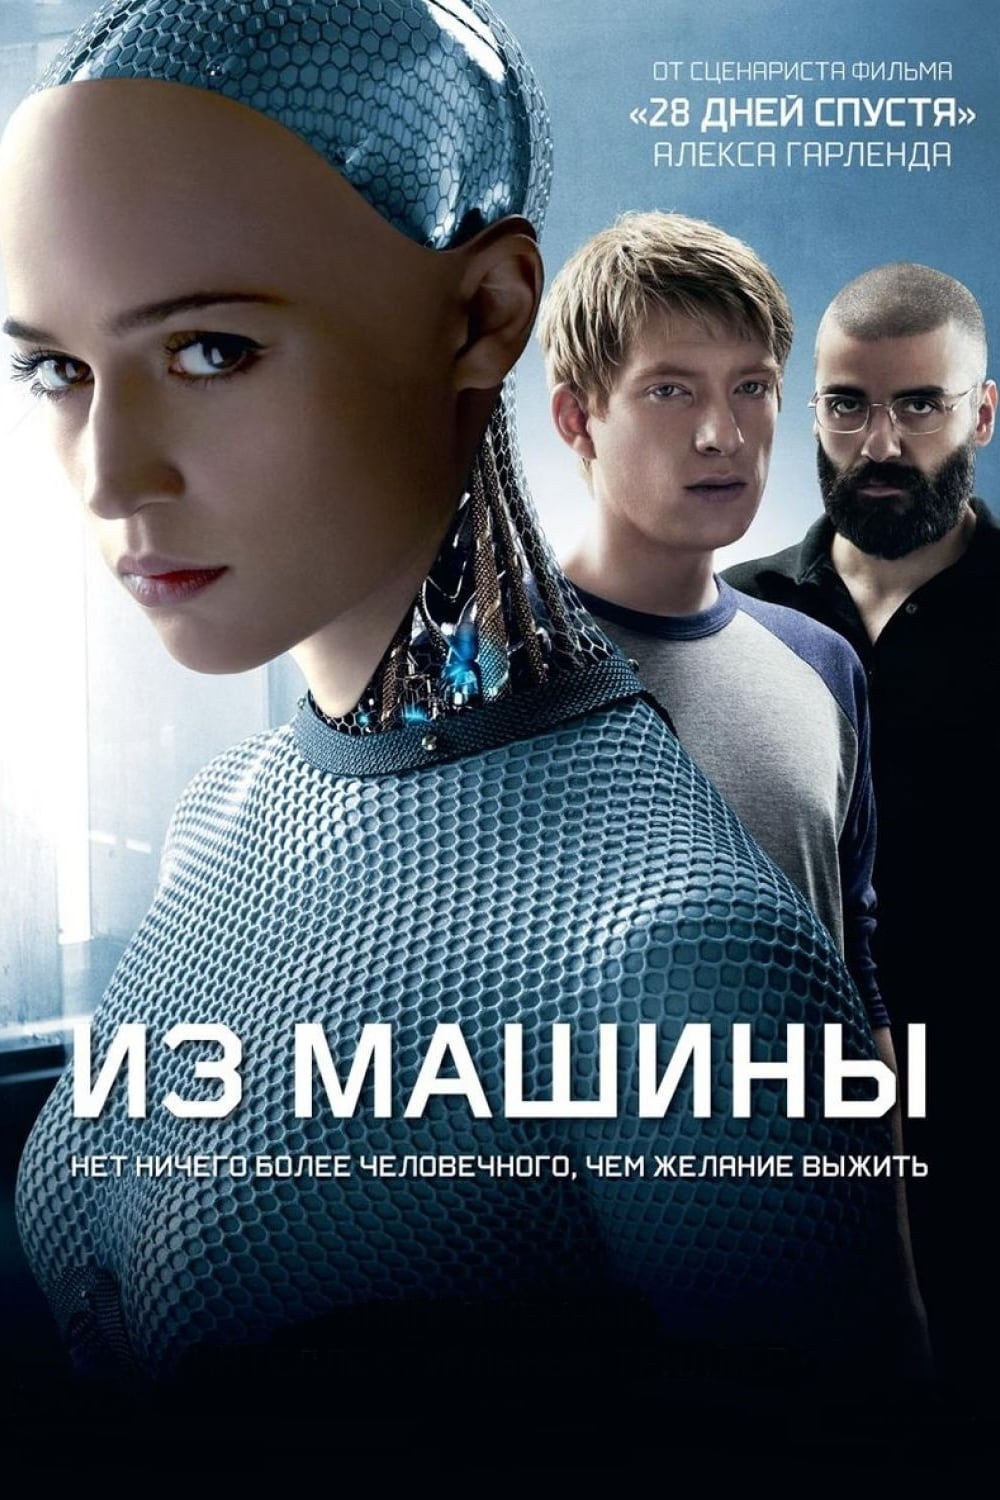 ОТ СЦЕНАРИСТА ФИЛЬМА
«28 ДНЕЙ СПУСТЯ»
АЛЕКСА ГАРЛЕНДА
ИЗ МАШИНЫ
НЕТ НИЧЕГО БОЛЕЕ ЧЕЛОВЕЧНОГО, ЧЕМ ЖЕЛАНИЕ ВЫЖИТЬ